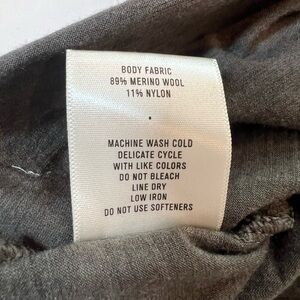 BODY FABRIC
89% MERINO WOOL
11% NYLON
MACHINE WASH COLD
DELICATE CYCLE
WITH LIKE COLORS
DO NOT BLEACH
LINE DRY
LOW IRON
DO NOT USE SOFTENERS